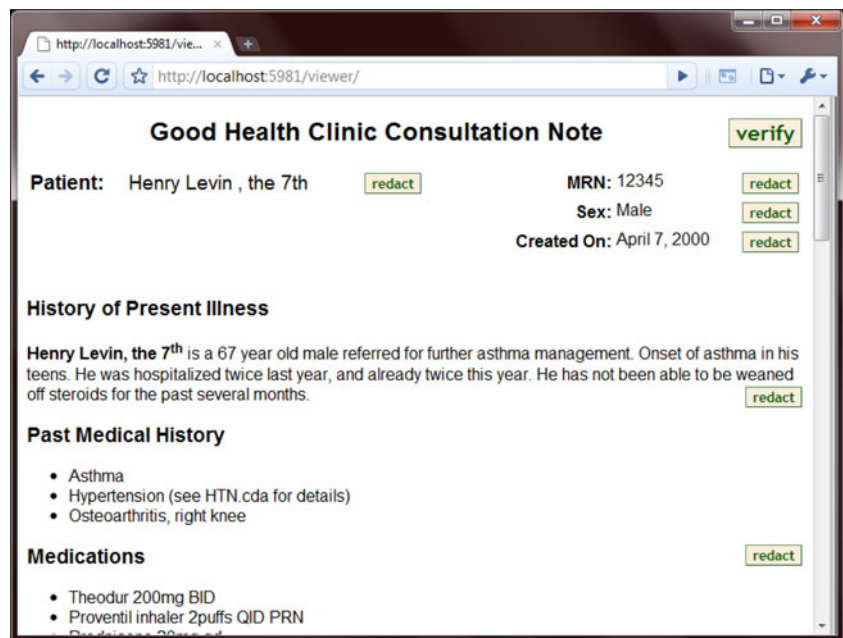 http://localhost:5981/vie...
http://localhost:5981/viewer/
Good Health Clinic Consultation Note verify
Patient: Henry Levin , the 7th redact MRN: 12345 redact
Sex: Male redact
Created On: April 7, 2000 redact
History of Present Illness
Henry Levin, the 7th is a 67 year old male referred for further asthma management. Onset of asthma in his
teens. He was hospitalized twice last year, and already twice this year. He has not been able to be weaned
off steroids for the past several months. redact
Past Medical History
• Asthma
• Hypertension (see HTN.cda for details)
• Osteoarthritis, right knee
Medications redact
• Theodur 200mg BID
• Proventil inhaler 2puffs QID PRN